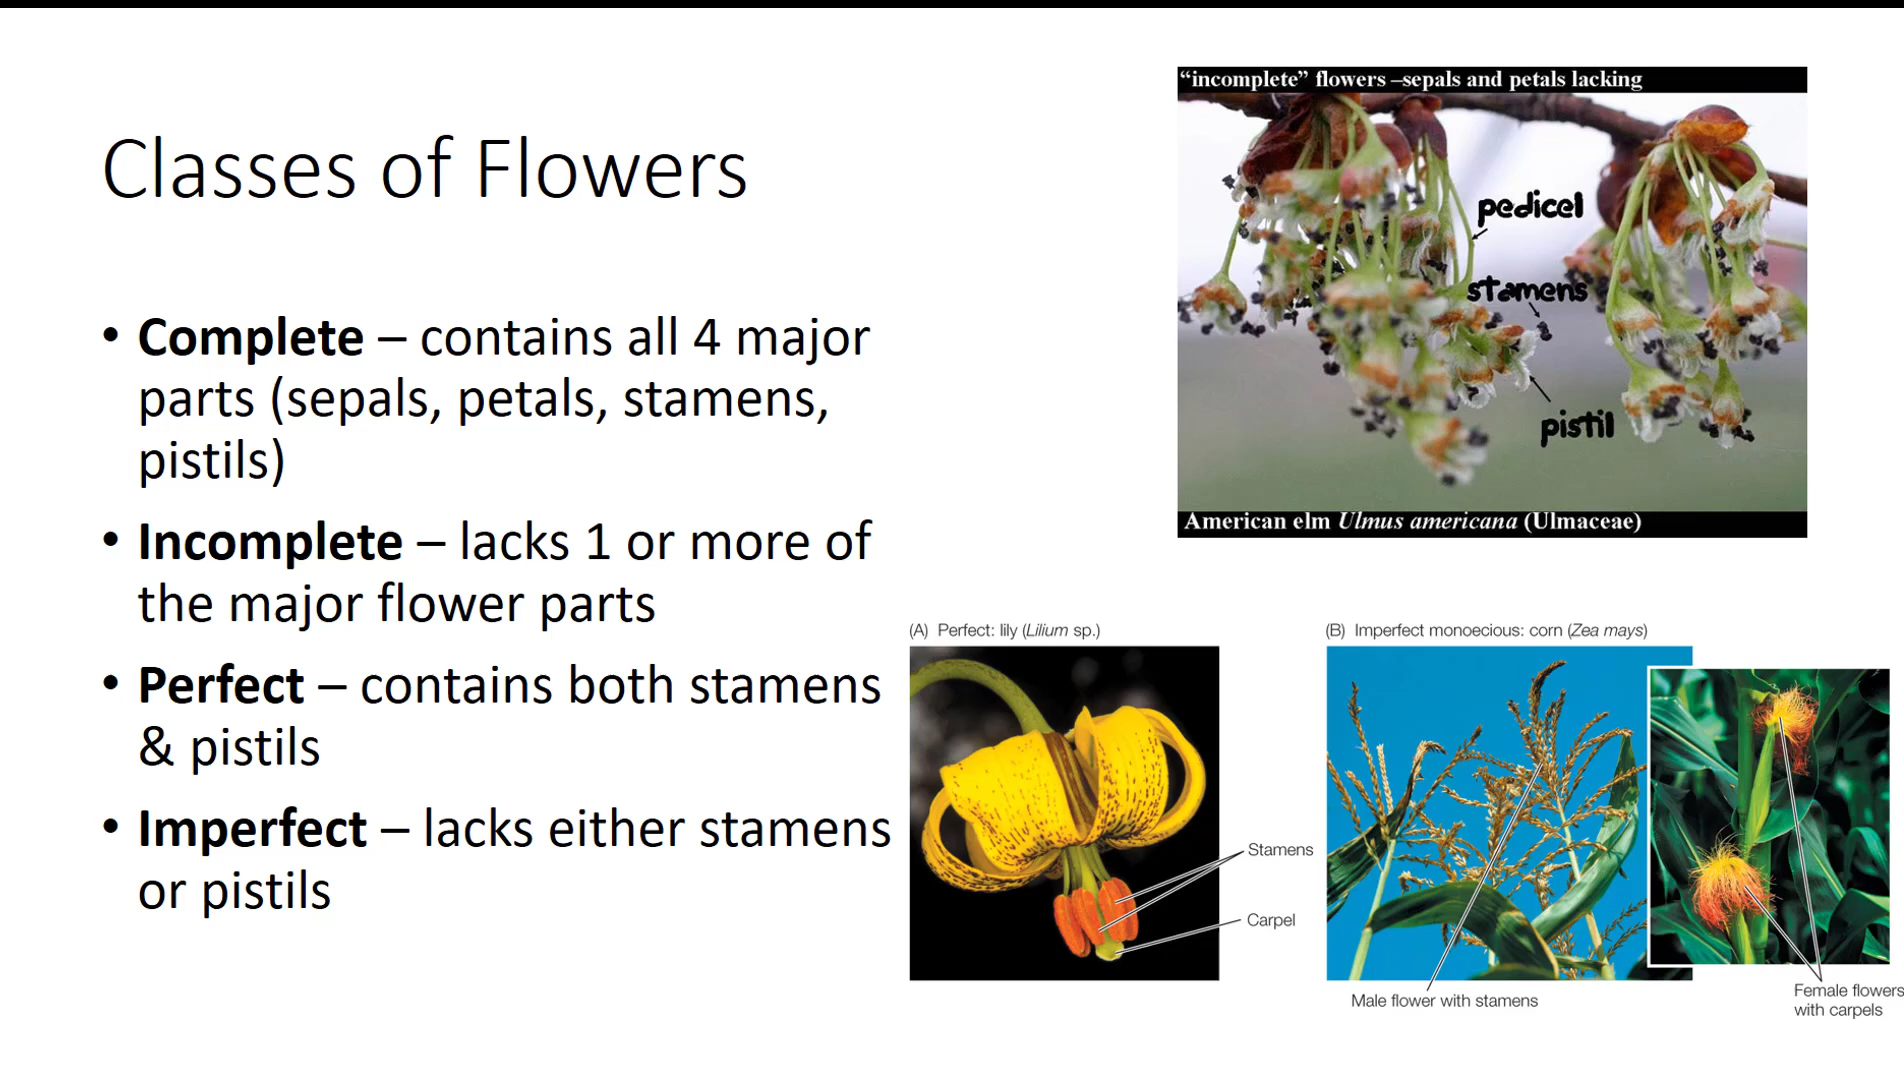 Classes of Flowers
• Complete – contains all 4 major
parts (sepals, petals, stamens,
pistils)
• Incomplete – lacks 1 or more of
the major flower parts
• Perfect – contains both stamens
& pistils
• Imperfect – lacks either stamens
or pistils
“incomplete” flowers –sepals and petals lacking
pedicel
stamens
pistil
American elm Ulmus americana (Ulmaceae)
(A) Perfect: lily (Lilium sp.)
Stamens
Carpel
(B) Imperfect monoecious: corn (Zea mays)
Male flower with stamens
Female flowers
with carpels